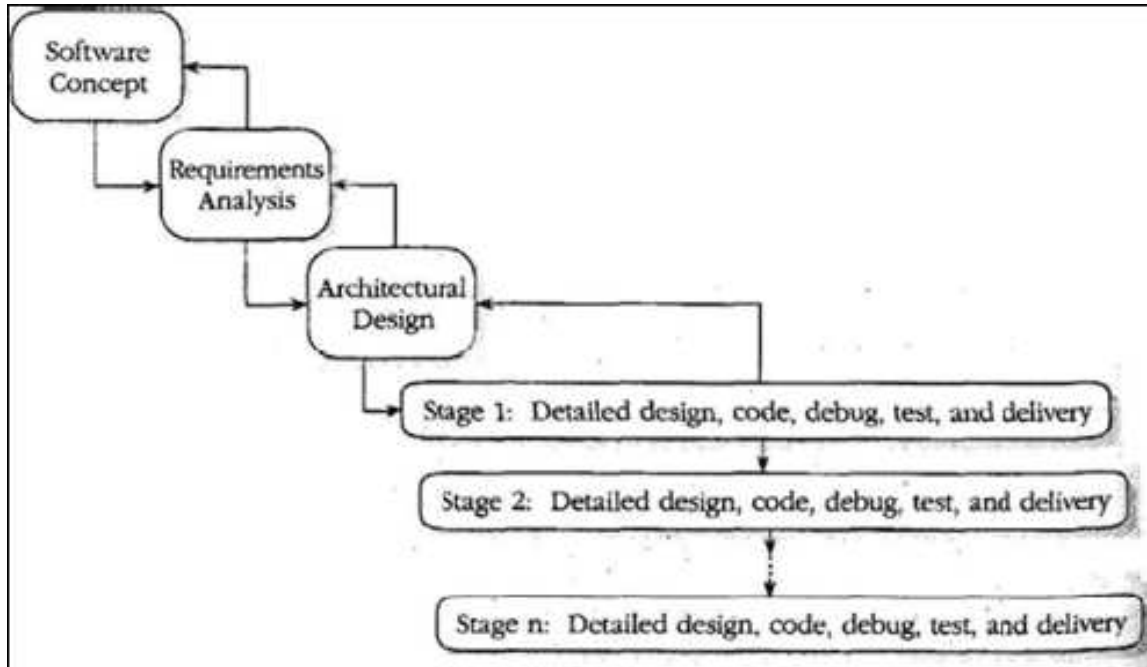 Software
Concept
Requirements
Analysis
Architectural
Design
Stage 1: Detailed design, code, debug, test, and delivery
Stage 2: Detailed design, code, debug, test, and delivery
Stage n: Detailed design, code, debug, test, and delivery